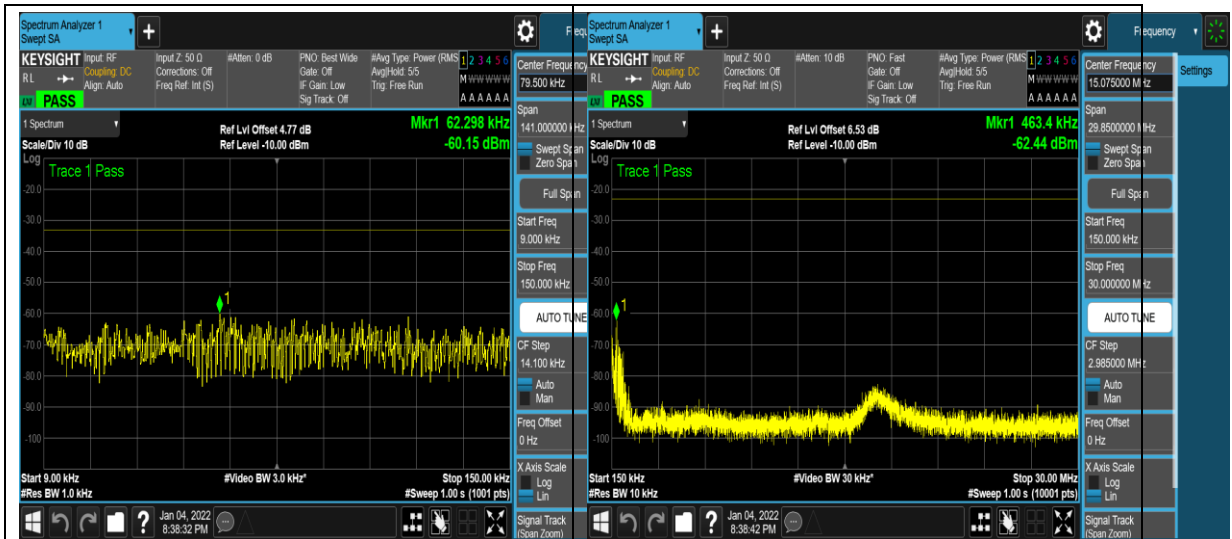 Spectrum Analyzer 1
Swept SA
+
Frequ
KEYSIGHT
Input: RF
Coupling: DC
Align: Auto
Input Z: 50 Ω
Corrections: Off
Freq Ref: Int (S)
#Atten: 0 dB
PNO: Best Wide
Gate: Off
IF Gain: Low
Sig Track: Off
#Avg Type: Power (RMS
Avg|Hold: 5/5
Trig: Free Run
1 2 3 4 5 6
M W W W W W
A A A A A A
R L
PASS
1 Spectrum
Scale/Div 10 dB
Log
Ref Lvl Offset 4.77 dB
Ref Level -10.00 dBm
Mkr1 62.298 kHz
-60.15 dBm
Trace 1 Pass
-20.0
-30.0
-40.0
-50.0
-60.0
-70.0
-80.0
-90.0
-100
1
Start 9.00 kHz
#Res BW 1.0 kHz
#Video BW 3.0 kHz*
Stop 150.00 kHz
#Sweep 1.00 s (1001 pts)
?
Jan 04, 2022
8:38:32 PM
Center Frequency
79.500 kHz
Span
141.000000 kHz
Swept Span
Zero Span
Full Span
Start Freq
9.000 kHz
Stop Freq
150.000 kHz
AUTO TUNE
CF Step
14.100 kHz
Auto
Man
Freq Offset
0 Hz
X Axis Scale
Log
Lin
Signal Track
(Span Zoom)
Spectrum Analyzer 1
Swept SA
+
Frequency
Settings
KEYSIGHT
Input: RF
Coupling: DC
Align: Auto
Input Z: 50 Ω
Corrections: Off
Freq Ref: Int (S)
#Atten: 10 dB
PNO: Fast
Gate: Off
IF Gain: Low
Sig Track: Off
#Avg Type: Power (RMS
Avg|Hold: 5/5
Trig: Free Run
1 2 3 4 5 6
M W W W W W
A A A A A A
R L
PASS
1 Spectrum
Scale/Div 10 dB
Log
Ref Lvl Offset 6.53 dB
Ref Level -10.00 dBm
Mkr1 463.4 kHz
-62.44 dBm
Trace 1 Pass
-20.0
-30.0
-40.0
-50.0
-60.0
-70.0
-80.0
-90.0
-100
1
Start 150 kHz
#Res BW 10 kHz
#Video BW 30 kHz*
Stop 30.00 MHz
#Sweep 1.00 s (10001 pts)
?
Jan 04, 2022
8:38:42 PM
Center Frequency
15.075000 MHz
Span
29.8500000 MHz
Swept Span
Zero Span
Full Span
Start Freq
150.000 kHz
Stop Freq
30.000000 MHz
AUTO TUNE
CF Step
2.985000 MHz
Auto
Man
Freq Offset
0 Hz
X Axis Scale
Log
Lin
Signal Track
(Span Zoom)